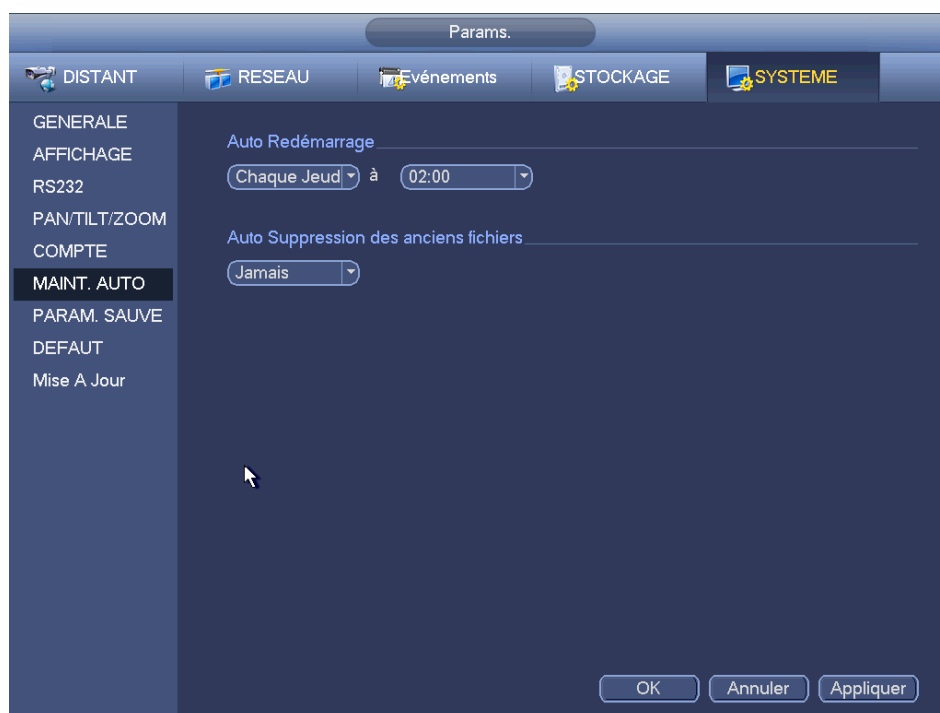 Params.
DISTANT
RESEAU
Evénements
STOCKAGE
SYSTEME
GENERALE
AFFICHAGE
RS232
PAN/TILT/ZOOM
COMPTE
MAINT. AUTO
PARAM. SAUVE
DEFAUT
Mise A Jour
Auto Redémarrage
Chaque Jeud à 02:00
Auto Suppression des anciens fichiers
Jamais
OK Annuler Appliquer